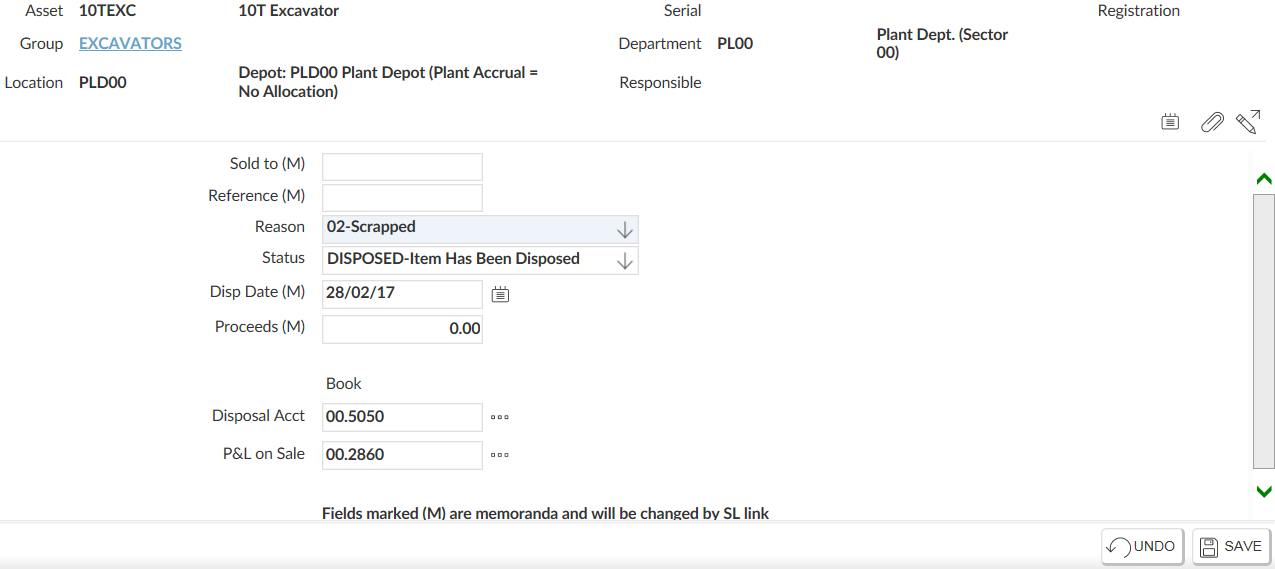 Asset 10TEXC 10T Excavator Serial Registration
Group EXCAVATORS Department PL00 Plant Dept. (Sector
00)
Location PLD00 Depot: PLD00 Plant Depot (Plant Accrual = Responsible
No Allocation)
Sold to (M)
Reference (M)
Reason 02-Scrapped
Status DISPOSED-Item Has Been Disposed
Disp Date (M) 28/02/17
Proceeds (M) 0.00
Book
Disposal Acct 00.5050
P&L on Sale 00.2860
Fields marked (M) are memoranda and will be changed by SL link
UNDO SAVE